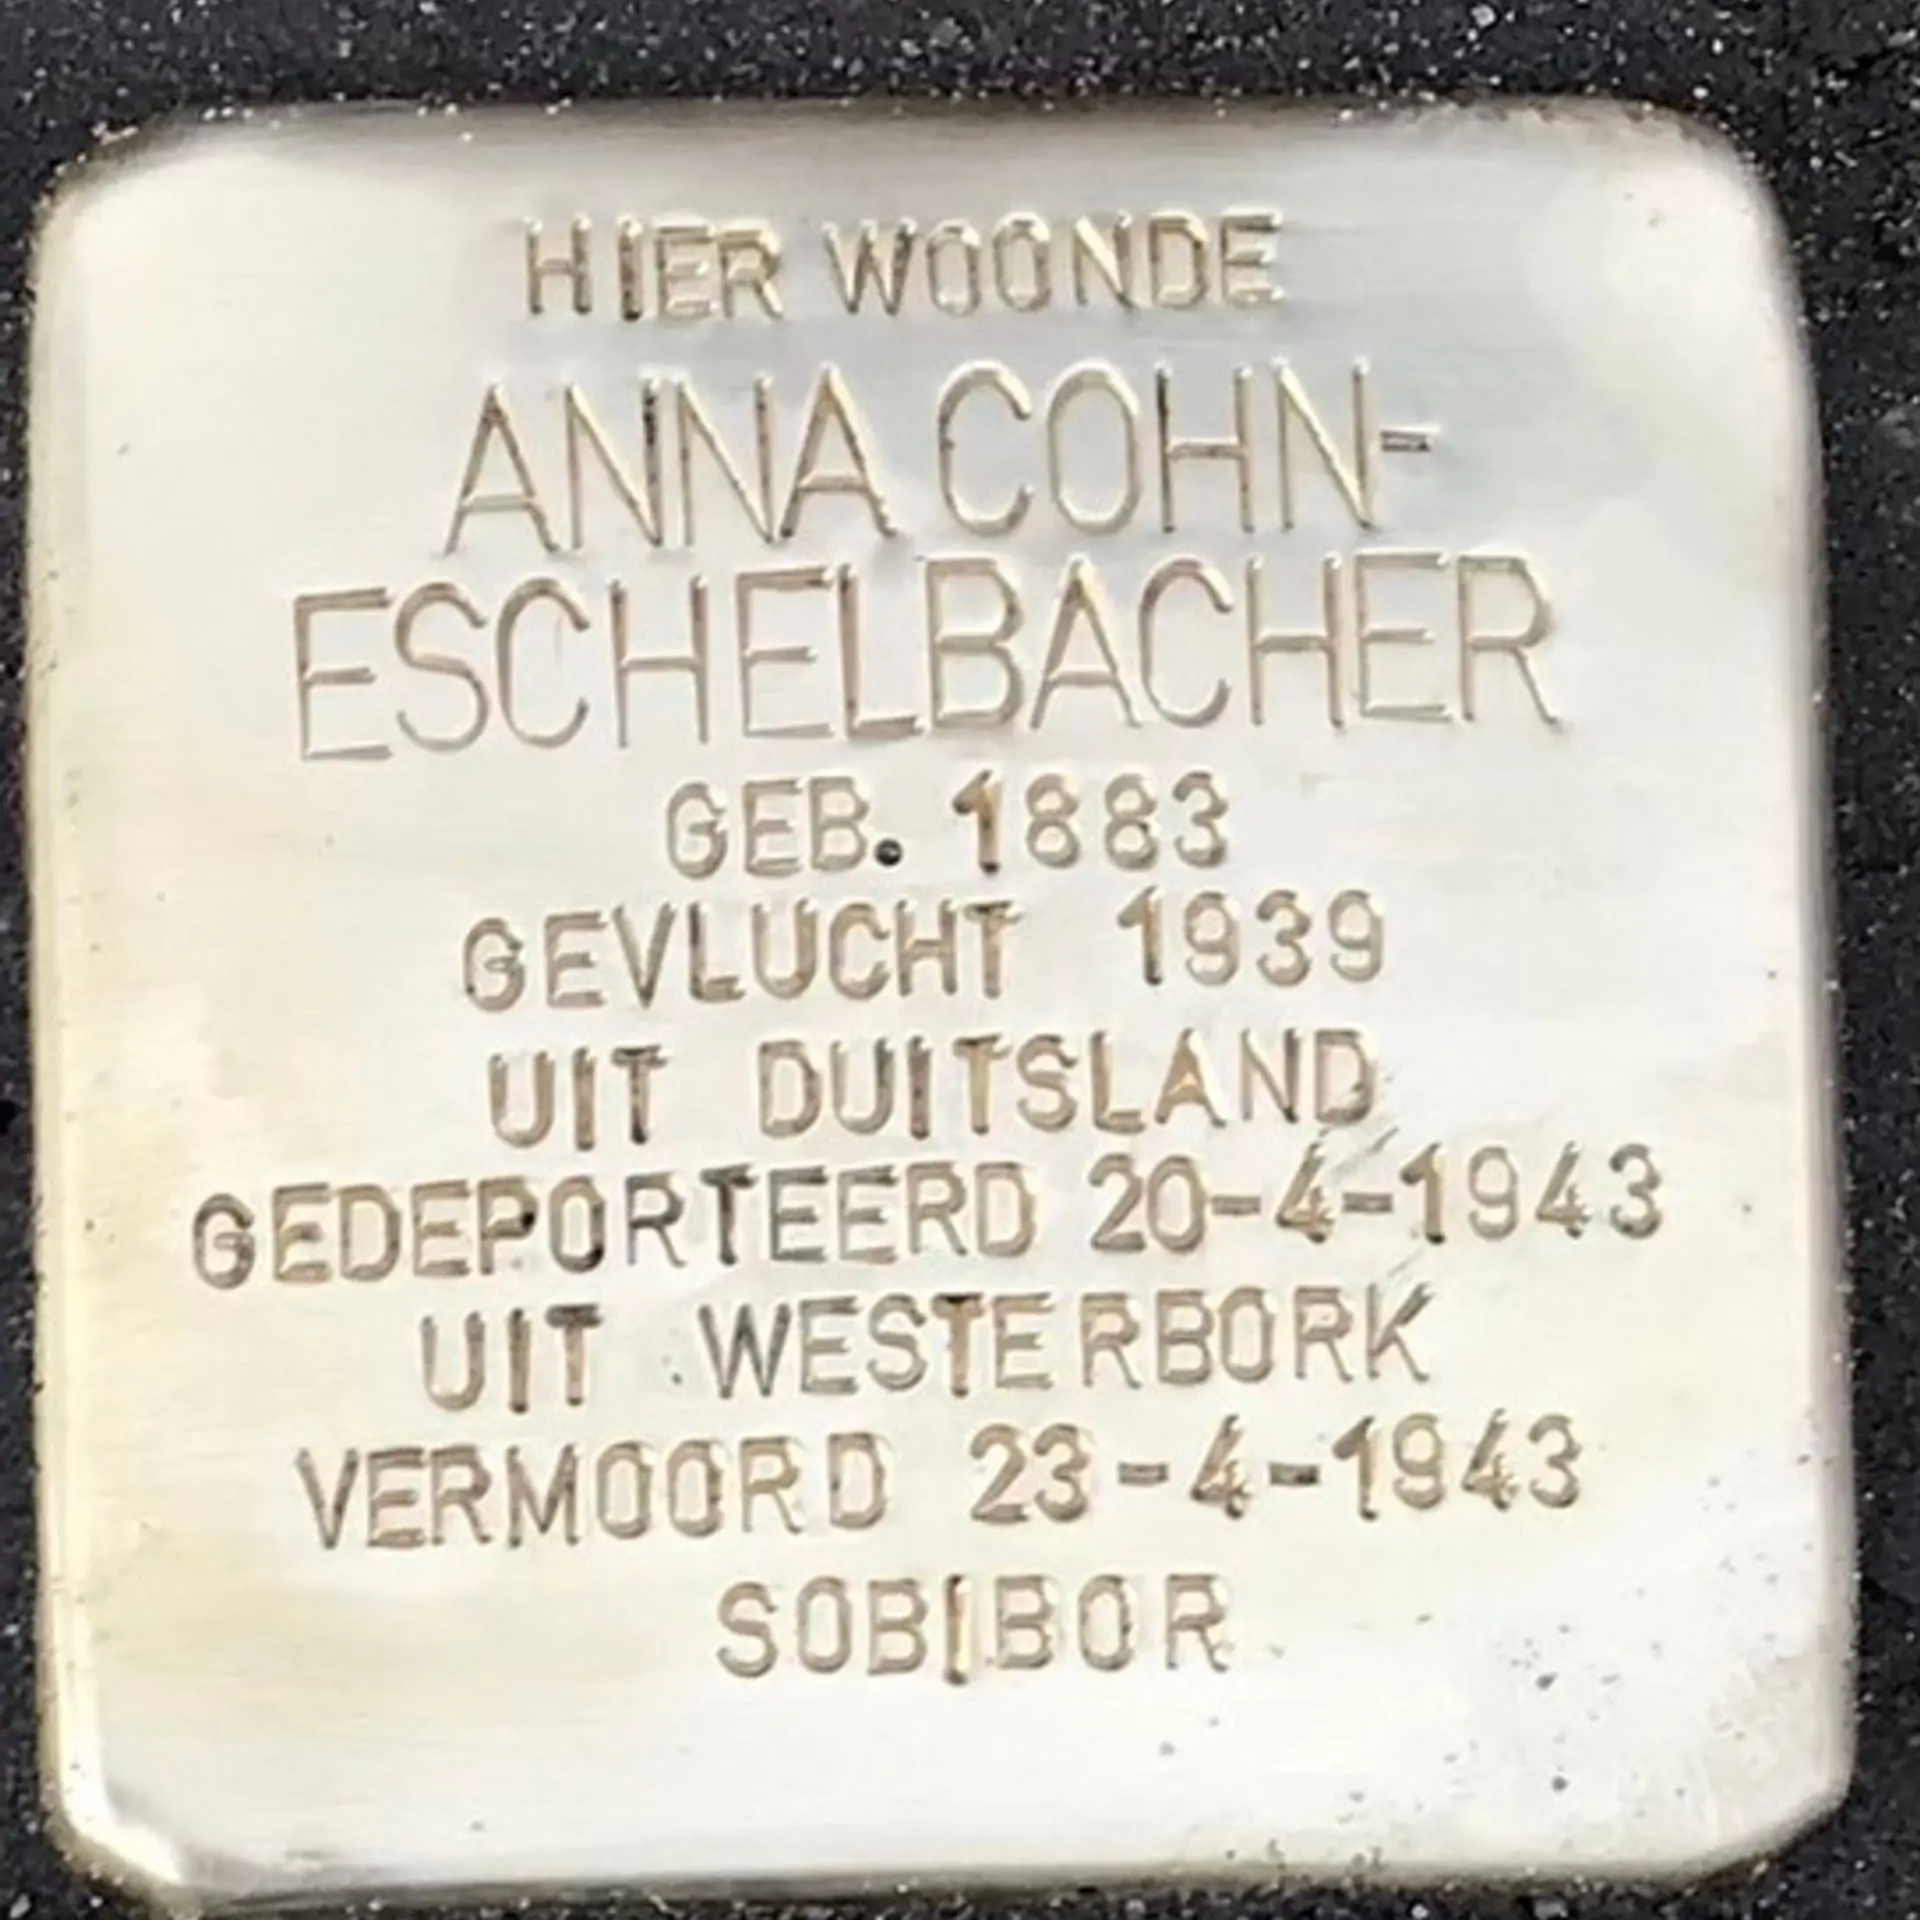 HIER WOONDE
ANNA COHN-
ESCHELBACHER
GEB. 1883
GEVLUCHT 1939
UIT DUITSLAND
GEDEPORTEERD 20-4-1943
UIT WESTERBORK
VERMOORD 23-4-1943
SOBIBOR